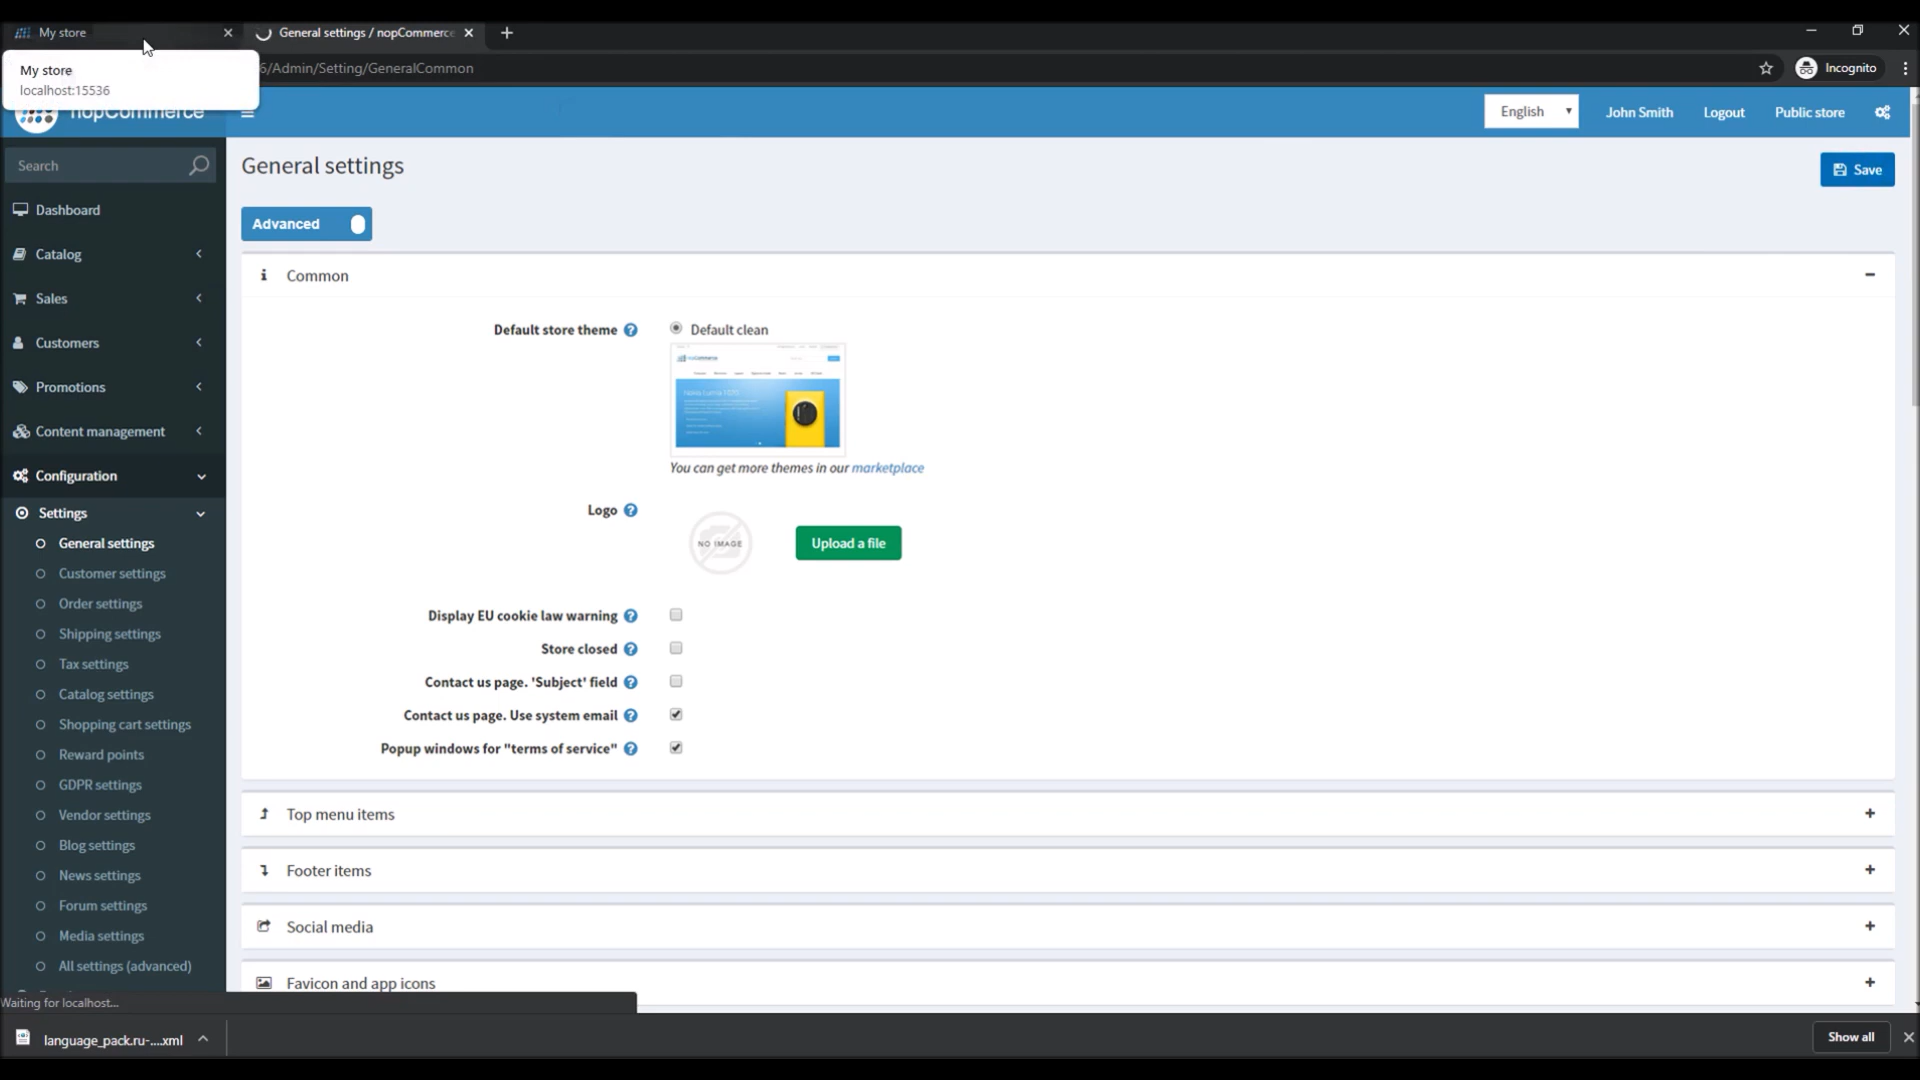 My store
General settings / nopCommerce
My store
localhost:15536
6/Admin/Setting/GeneralCommon
Incognito
nopCommerce
English
John Smith
Logout
Public store
Search
General settings
Save
Dashboard
Advanced
Catalog
Common
Sales
Default store theme
Default clean
Customers
Promotions
Content management
You can get more themes in our marketplace
Configuration
Settings
Logo
NO IMAGE
Upload a file
General settings
Customer settings
Order settings
Display EU cookie law warning
Shipping settings
Store closed
Tax settings
Contact us page. 'Subject' field
Catalog settings
Contact us page. Use system email
Shopping cart settings
Popup windows for "terms of service"
Reward points
GDPR settings
Vendor settings
Top menu items
Blog settings
News settings
Footer items
Forum settings
Media settings
Social media
All settings (advanced)
Favicon and app icons
Waiting for localhost...
language_pack.ru-....xml
Show all